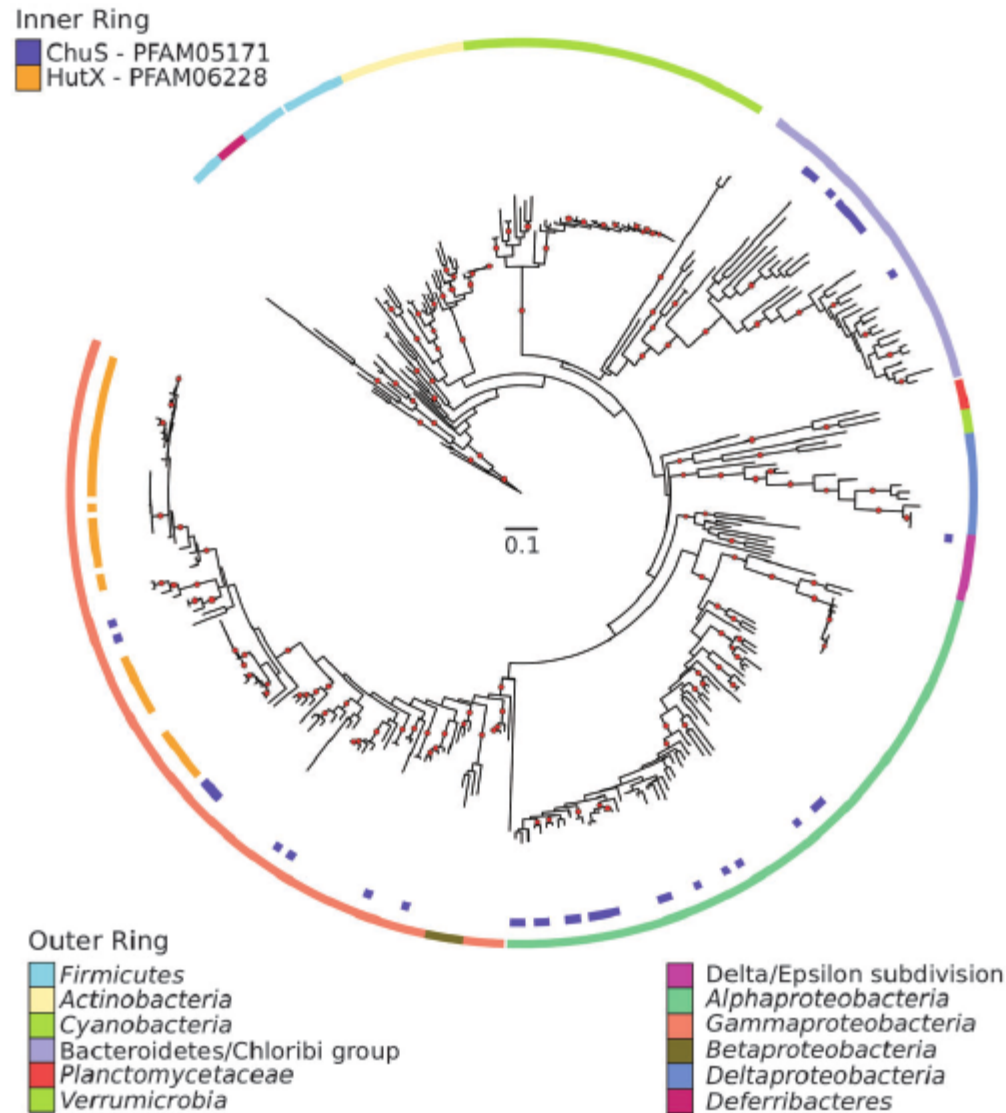 Inner Ring
ChuS - PFAM05171
HutX - PFAM06228
0.1
Outer Ring
Firmicutes
Actinobacteria
Cyanobacteria
Bacteroidetes/Chloribi group
Planctomycetaceae
Verrumicrobia
Delta/Epsilon subdivision
Alphaproteobacteria
Gammaproteobacteria
Betaproteobacteria
Deltaproteobacteria
Deferribacteres